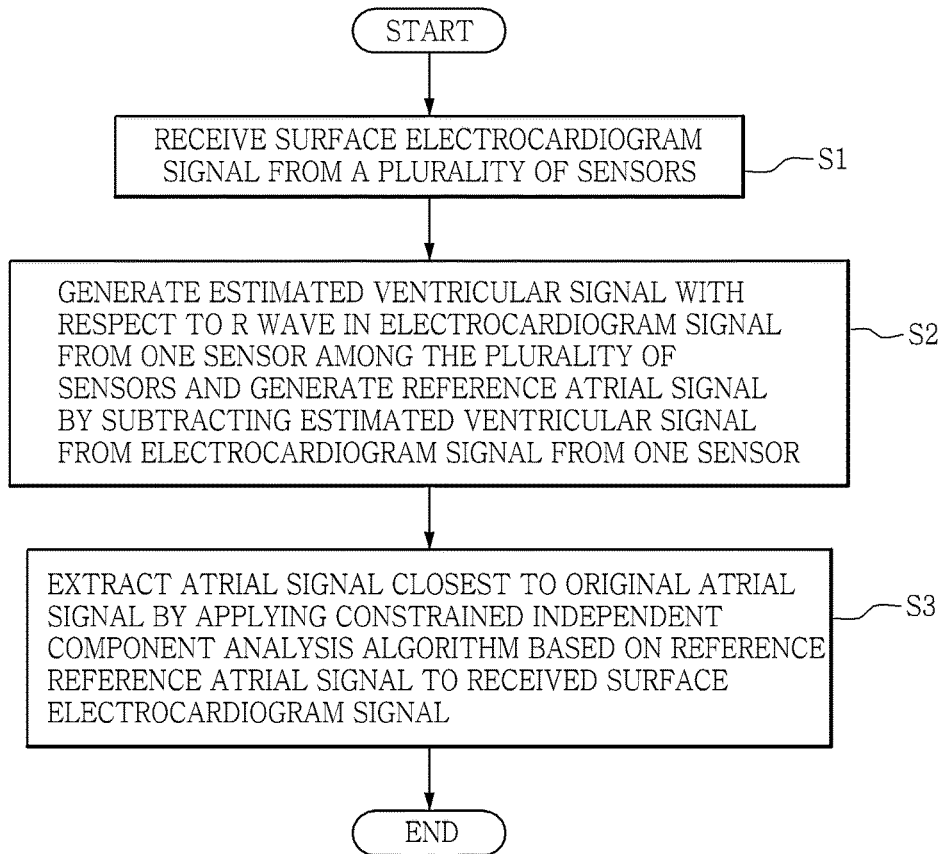 START
RECEIVE SURFACE ELECTROCARDIOGRAM
SIGNAL FROM A PLURALITY OF SENSORS
S1
GENERATE ESTIMATED VENTRICULAR SIGNAL WITH
RESPECT TO R WAVE IN ELECTROCARDIOGRAM SIGNAL
FROM ONE SENSOR AMONG THE PLURALITY OF
SENSORS AND GENERATE REFERENCE ATRIAL SIGNAL
BY SUBTRACTING ESTIMATED VENTRICULAR SIGNAL
FROM ELECTROCARDIOGRAM SIGNAL FROM ONE SENSOR
S2
EXTRACT ATRIAL SIGNAL CLOSEST TO ORIGINAL ATRIAL
SIGNAL BY APPLYING CONSTRAINED INDEPENDENT
COMPONENT ANALYSIS ALGORITHM BASED ON REFERENCE
REFERENCE ATRIAL SIGNAL TO RECEIVED SURFACE
ELECTROCARDIOGRAM SIGNAL
S3
END